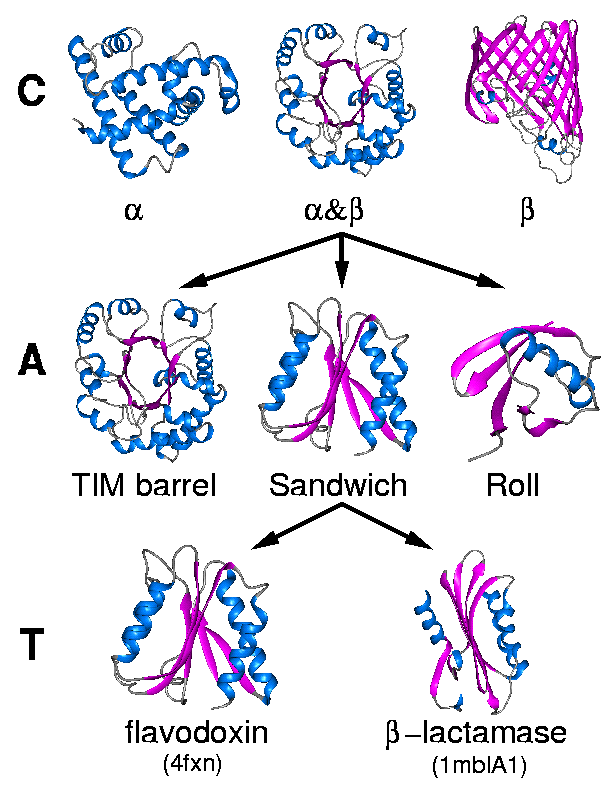 C
α
α&β
β
A
TIM barrel
Sandwich
Roll
T
flavodoxin
(4fxn)
β−lactamase
(1mblA1)